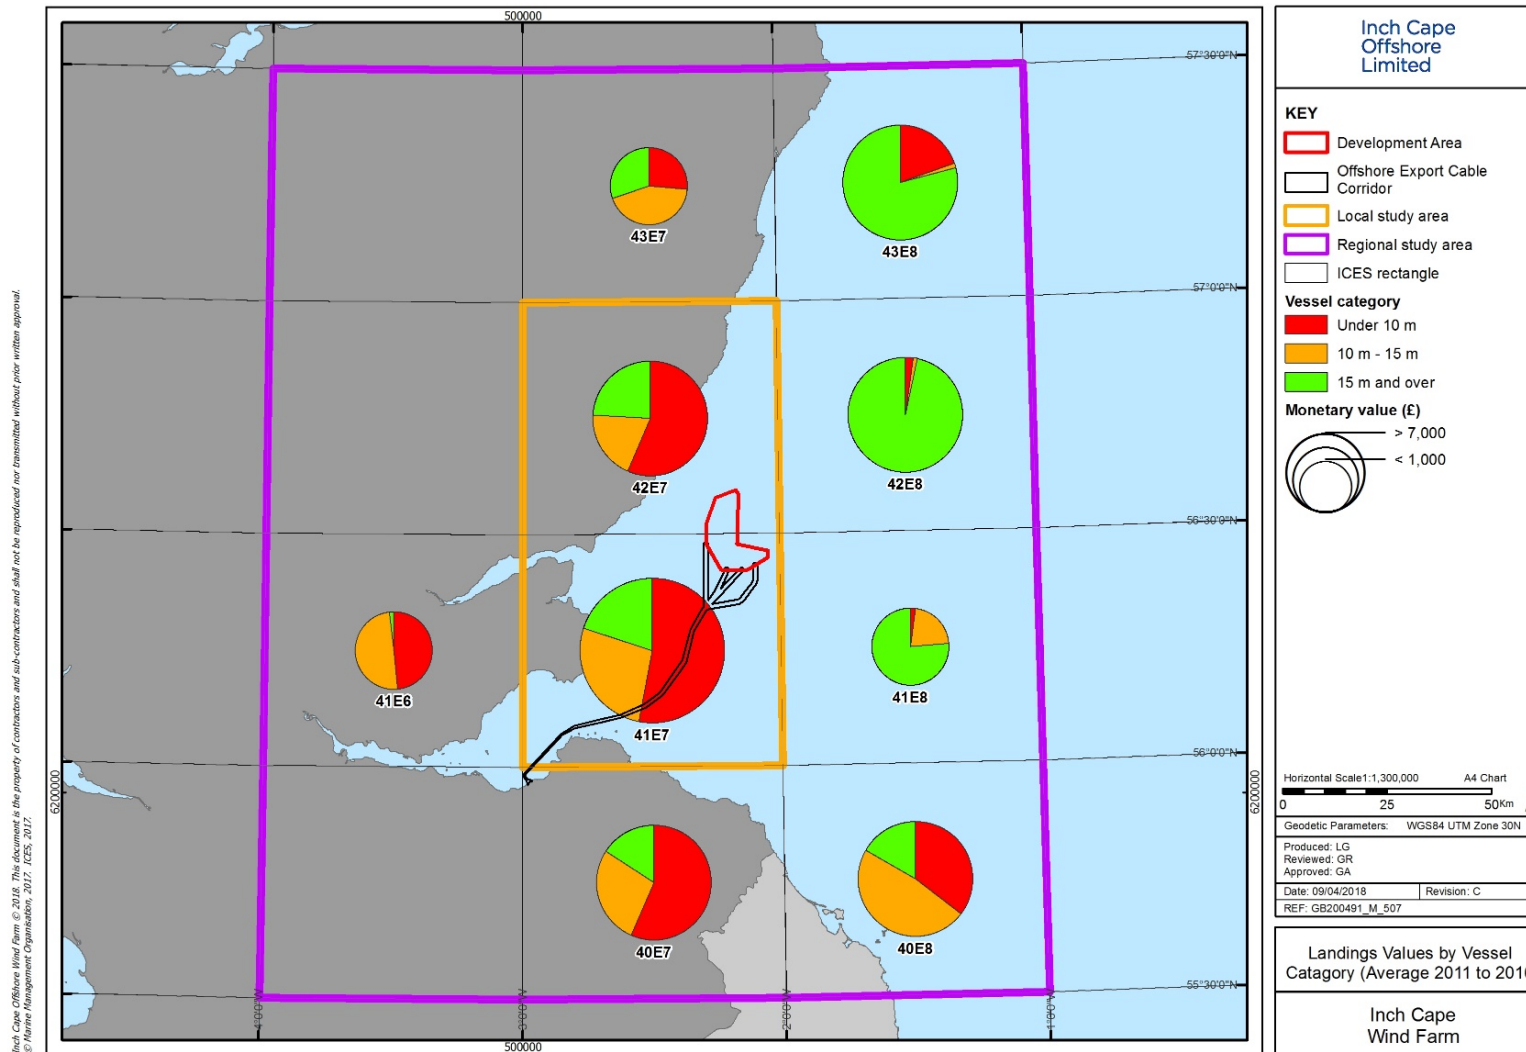 500000
57°30'0"N
43E7
43E8
57°0'0"N
42E7
42E8
56°30'0"N
41E6
41E7
41E8
56°0'0"N
6200000
6200000
40E7
40E8
55°30'0"N
4°0'0"W
3°0'0"W
2°0'0"W
1°0'0"W
500000
Inch Cape Offshore Wind Farm © 2018. This document is the property of contractors and sub-contractors and shall not be reproduced nor transmitted without prior written approval.
© Marine Management Organisation, 2017. ICES, 2017.
Inch Cape
Offshore
Limited
KEY
Development Area
Offshore Export Cable
Corridor
Local study area
Regional study area
ICES rectangle
Vessel category
Under 10 m
10 m - 15 m
15 m and over
Monetary value (£)
> 7,000
< 1,000
Horizontal Scale1:1,300,000 A4 Chart
0 25 50Km
Geodetic Parameters: WGS84 UTM Zone 30N
Produced: LG
Reviewed: GR
Approved: GA
Date: 09/04/2018 Revision: C
REF: GB200491_M_507
Landings Values by Vessel
Catagory (Average 2011 to 2016
Inch Cape
Wind Farm